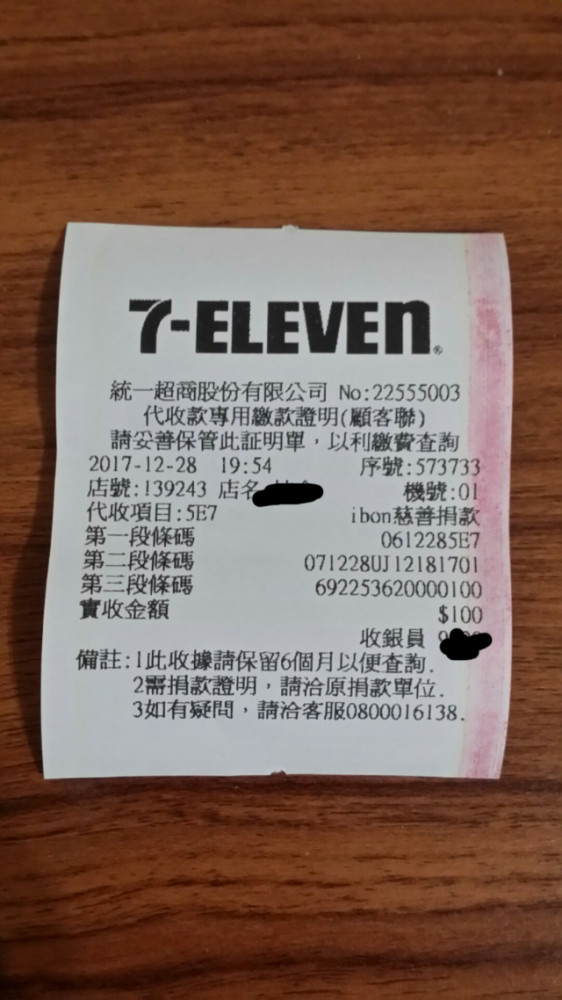 7-ELEVEN®
統一超商股份有限公司 No:22555003
代收款專用繳款證明(顧客聯)
請妥善保管此証明單，以利繳費查詢
2017-12-28 19:54 序號:573733
店號:139243 店名
機號:01
代收項目:5E7 ibon慈善捐款
第一段條碼 0612285E7
第二段條碼 071228UJ12181701
第三段條碼 692253620000100
實收金額 $100
收銀員 9
備註:1此收據請保留6個月以便查詢.
2需捐款證明，請洽原捐款單位.
3如有疑問，請洽客服0800016138.